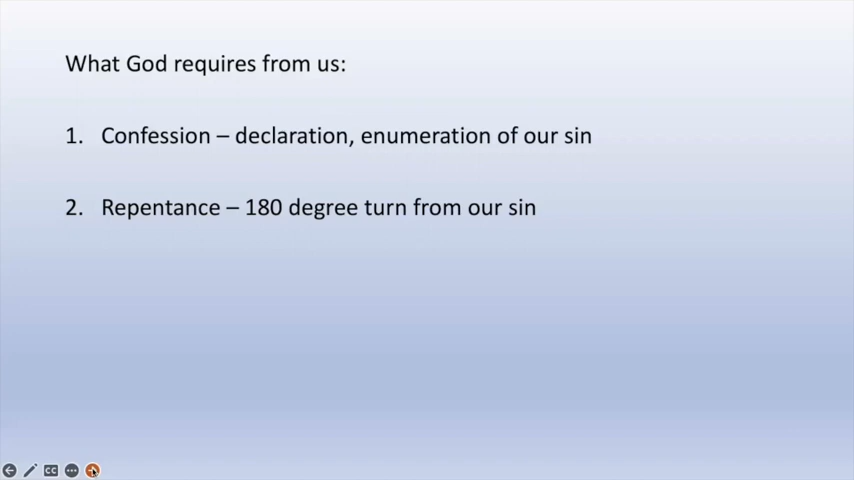 What God requires from us:
1. Confession – declaration, enumeration of our sin
2. Repentance – 180 degree turn from our sin
CC